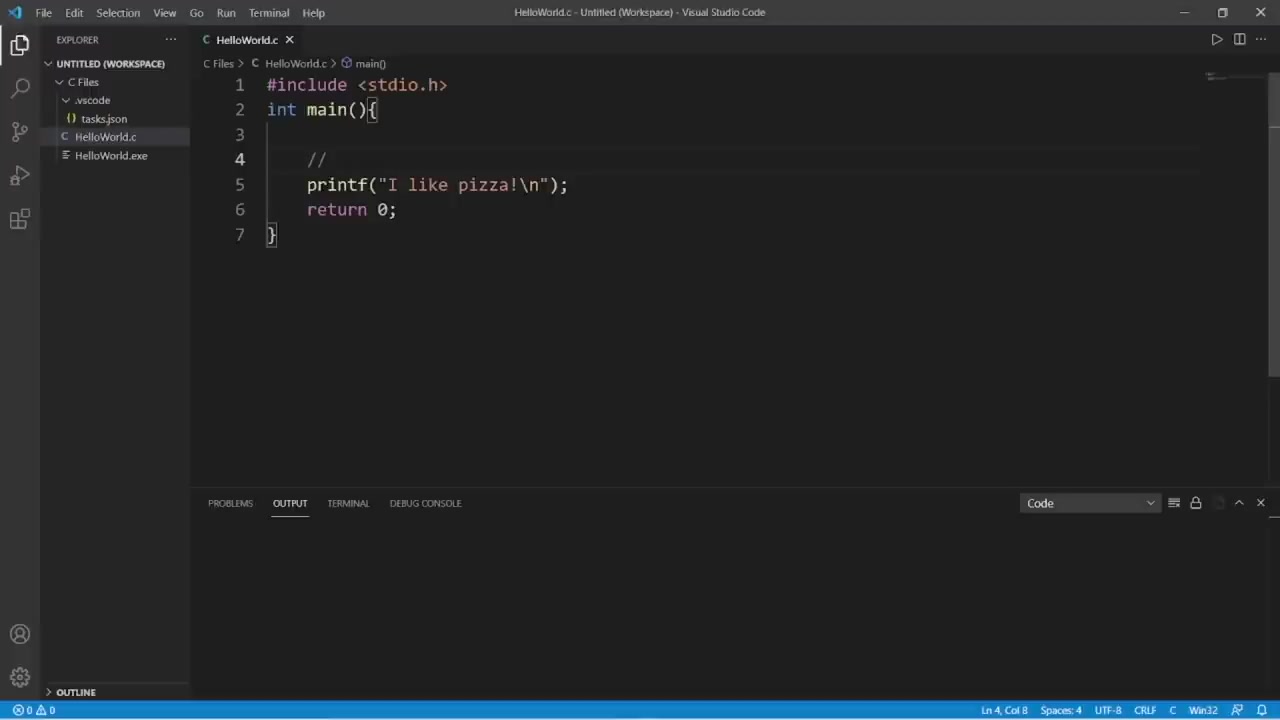 File Edit Selection View Go Run Terminal Help
HelloWorld.c - Untitled (Workspace) - Visual Studio Code
EXPLORER
UNTITLED (WORKSPACE)
C Files
.vscode
{} tasks.json
C HelloWorld.c
HelloWorld.exe
OUTLINE
C HelloWorld.c
C Files > C HelloWorld.c > main()
1 #include <stdio.h>
2 int main(){
3
4 //
5 printf("I like pizza!\n");
6 return 0;
7 }
PROBLEMS OUTPUT TERMINAL DEBUG CONSOLE
Code
0 0
Ln 4, Col 8 Spaces: 4 UTF-8 CRLF C Win32